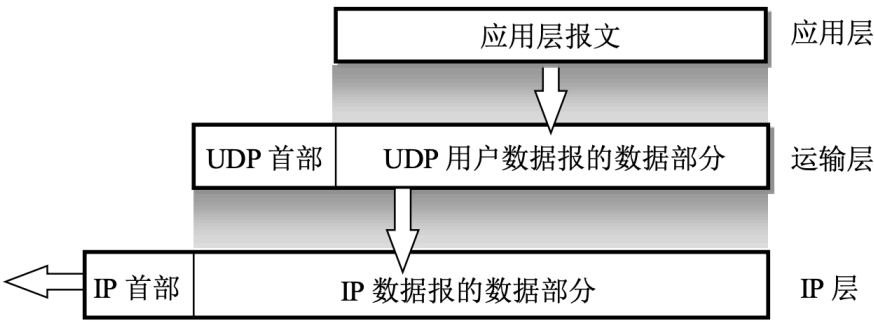 应用层报文 应用层
UDP 首部 UDP 用户数据报的数据部分 运输层
IP 首部 IP 数据报的数据部分 IP 层